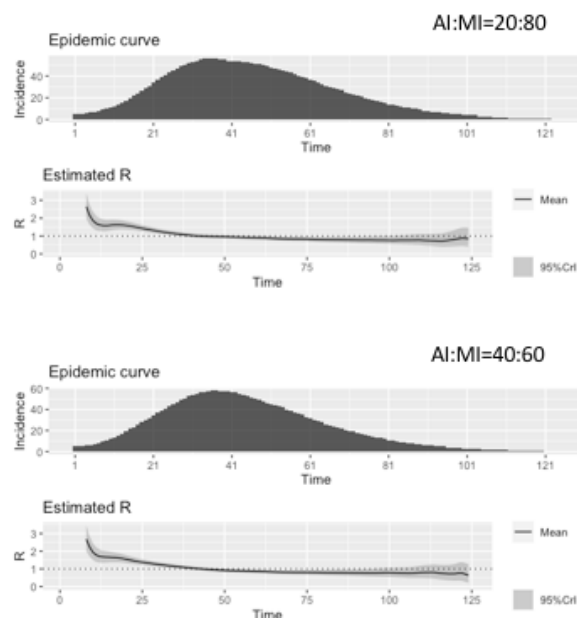 AI:MI=20:80
Epidemic curve
Incidence
40
20
0
1 21 41 61 81 101 121
Time
Estimated R
R
3
2
1
0
0 25 50 75 100 125
Time
Mean
95%CrI
AI:MI=40:60
Epidemic curve
Incidence
60
40
20
0
1 21 41 61 81 101 121
Time
Estimated R
R
3
2
1
0
0 25 50 75 100 125
Time
Mean
95%CrI